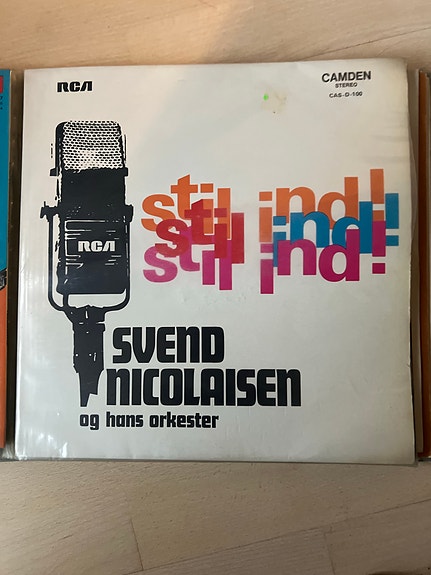 RCA
CAMDEN
STEREO
CAS-D-100
stil ind!
stil ind!
stil ind!
RCA
SVEND
NICOLAISEN
og hans orkester